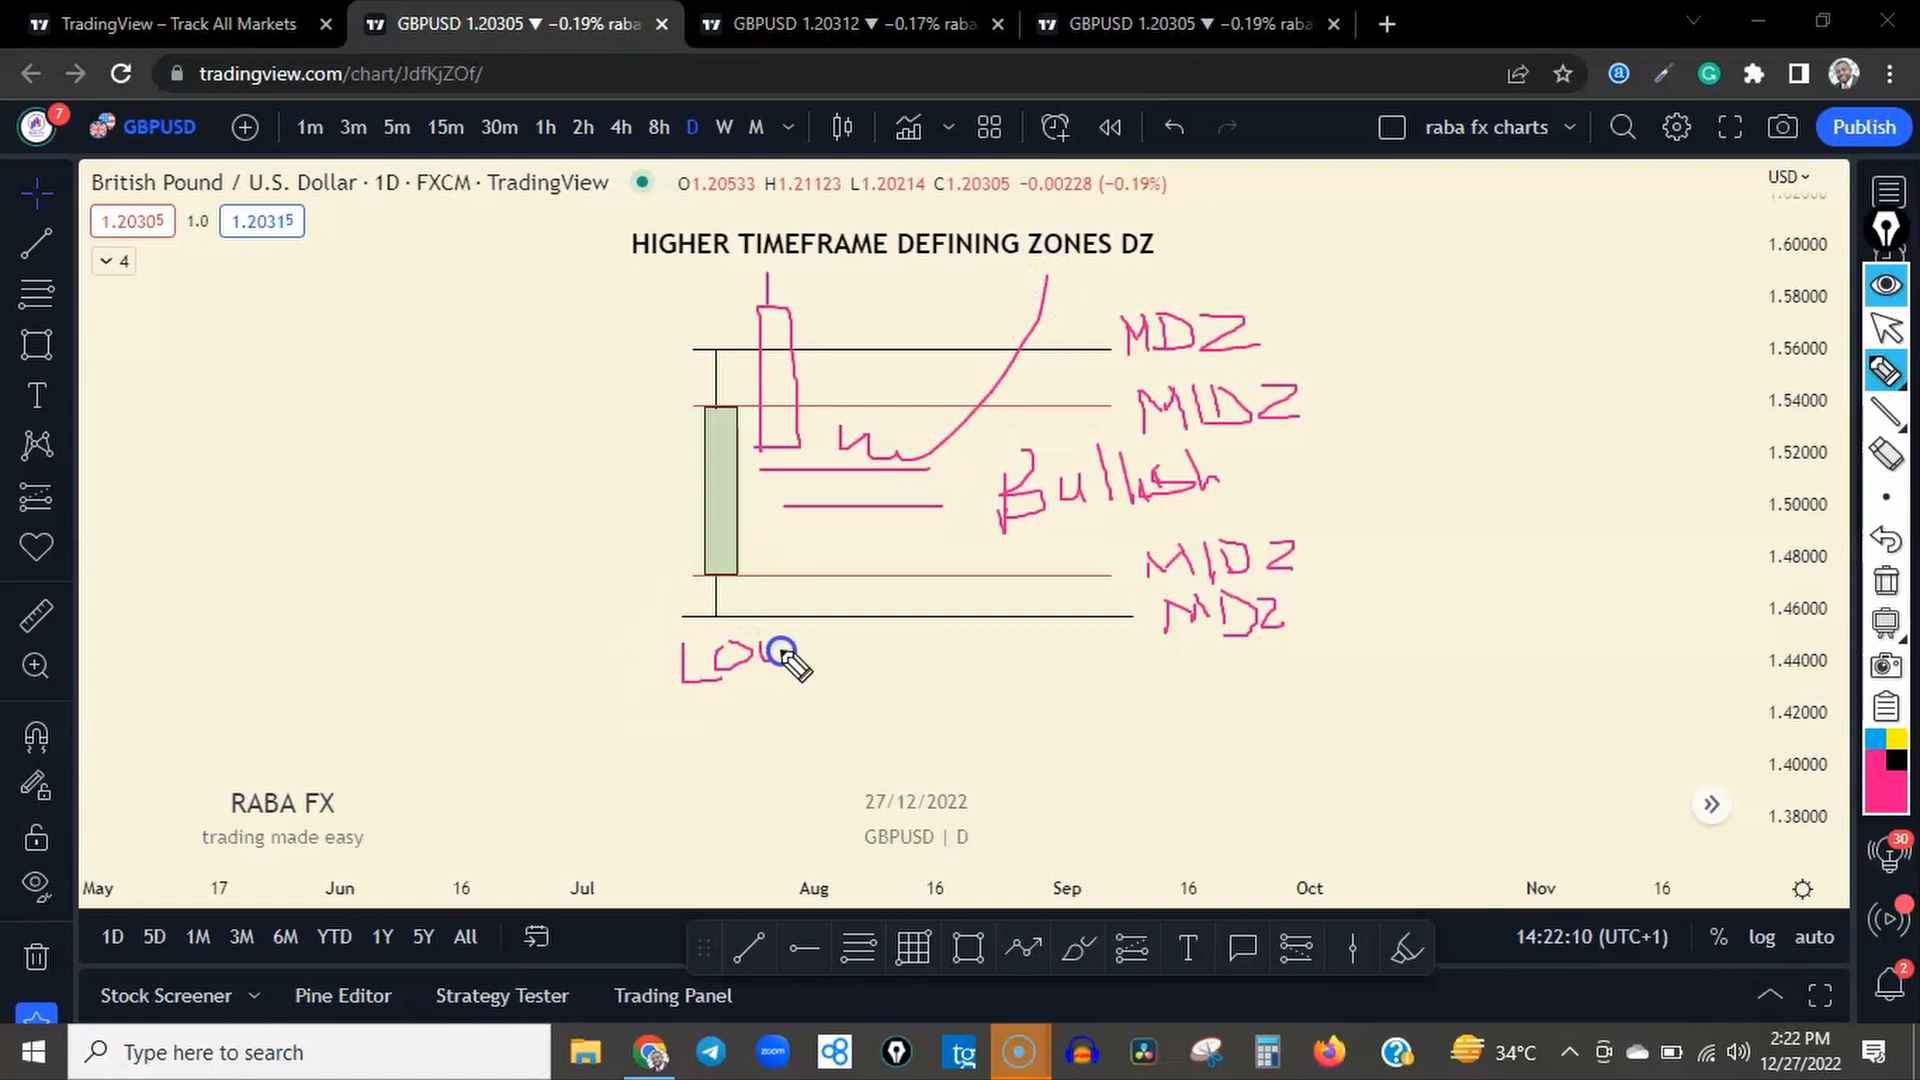 TradingView – Track All Markets
GBPUSD 1.20305 ▼ −0.19% raba
GBPUSD 1.20312 ▼ −0.17% raba
GBPUSD 1.20305 ▼ −0.19% raba
tradingview.com/chart/JdfKjZOf/
7
GBPUSD
1m 3m 5m 15m 30m 1h 2h 4h 8h D W M
raba fx charts
Publish
British Pound / U.S. Dollar · 1D · FXCM · TradingView
O1.20533 H1.21123 L1.20214 C1.20305 −0.00228 (−0.19%)
USD
1.20305 1.0 1.20315
4
HIGHER TIMEFRAME DEFINING ZONES DZ
1.60000
1.58000
1.56000
1.54000
1.52000
1.50000
1.48000
1.46000
1.44000
1.42000
1.40000
1.38000
MDZ
MIDZ
Bullish
MIDZ
MDZ
LOW
RABA FX
trading made easy
27/12/2022
GBPUSD | D
30
May 17 Jun 16 Jul Aug 16 Sep 16 Oct Nov 16
1D 5D 1M 3M 6M YTD 1Y 5Y All
14:22:10 (UTC+1) % log auto
Stock Screener Pine Editor Strategy Tester Trading Panel
2
Type here to search
zoom
tg
34°C
2:22 PM
12/27/2022